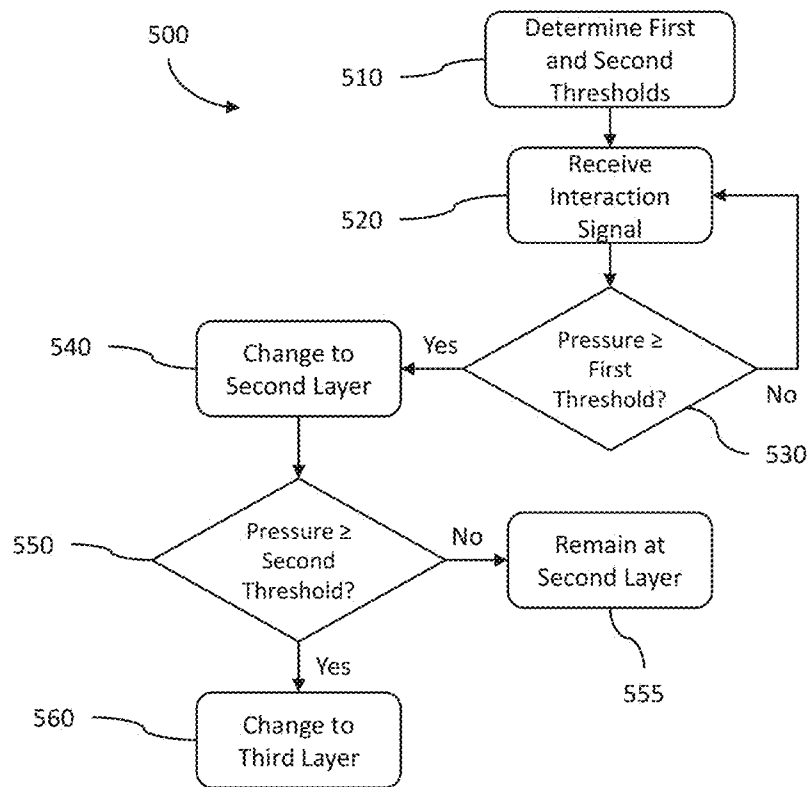 500
Determine First
and Second
Thresholds
510
Receive
Interaction
Signal
520
Pressure ≥
First
Threshold?
Yes
No
530
540
Change to
Second Layer
550
Pressure ≥
Second
Threshold?
No
Remain at
Second Layer
555
Yes
560
Change to
Third Layer